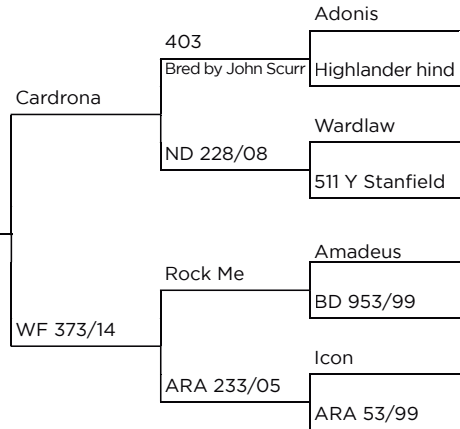 Adonis
403
Bred by John Scurr
Highlander hind
Cardrona
Wardlaw
ND 228/08
511 Y Stanfield
Amadeus
Rock Me
BD 953/99
WF 373/14
Icon
ARA 233/05
ARA 53/99